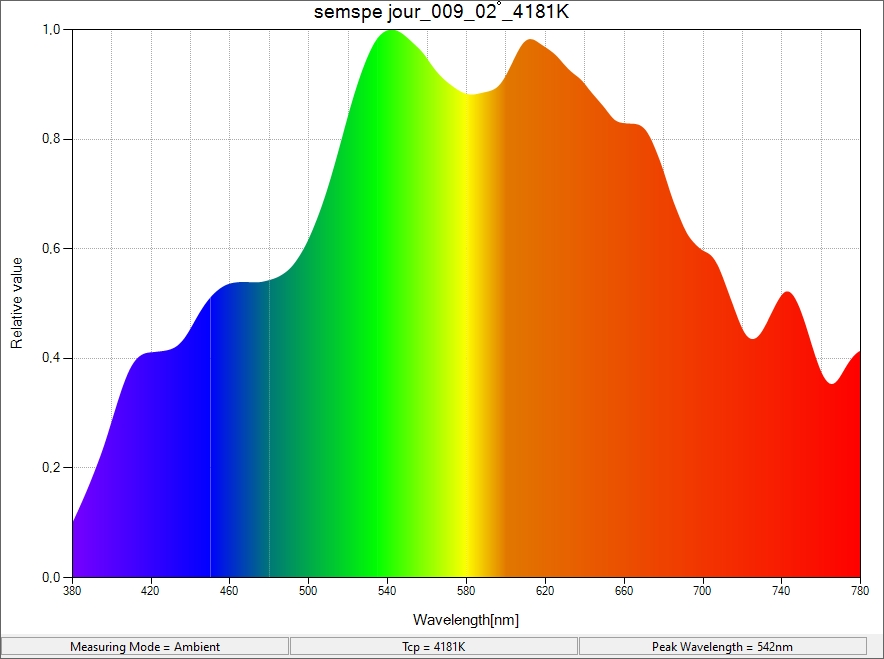 semspe jour_009_02°_4181K
1,0
0,8
0,6
0,4
0,2
0,0
Relative value
380 420 460 500 540 580 620 660 700 740 780
Wavelength[nm]
Measuring Mode = Ambient Tcp = 4181K Peak Wavelength = 542nm